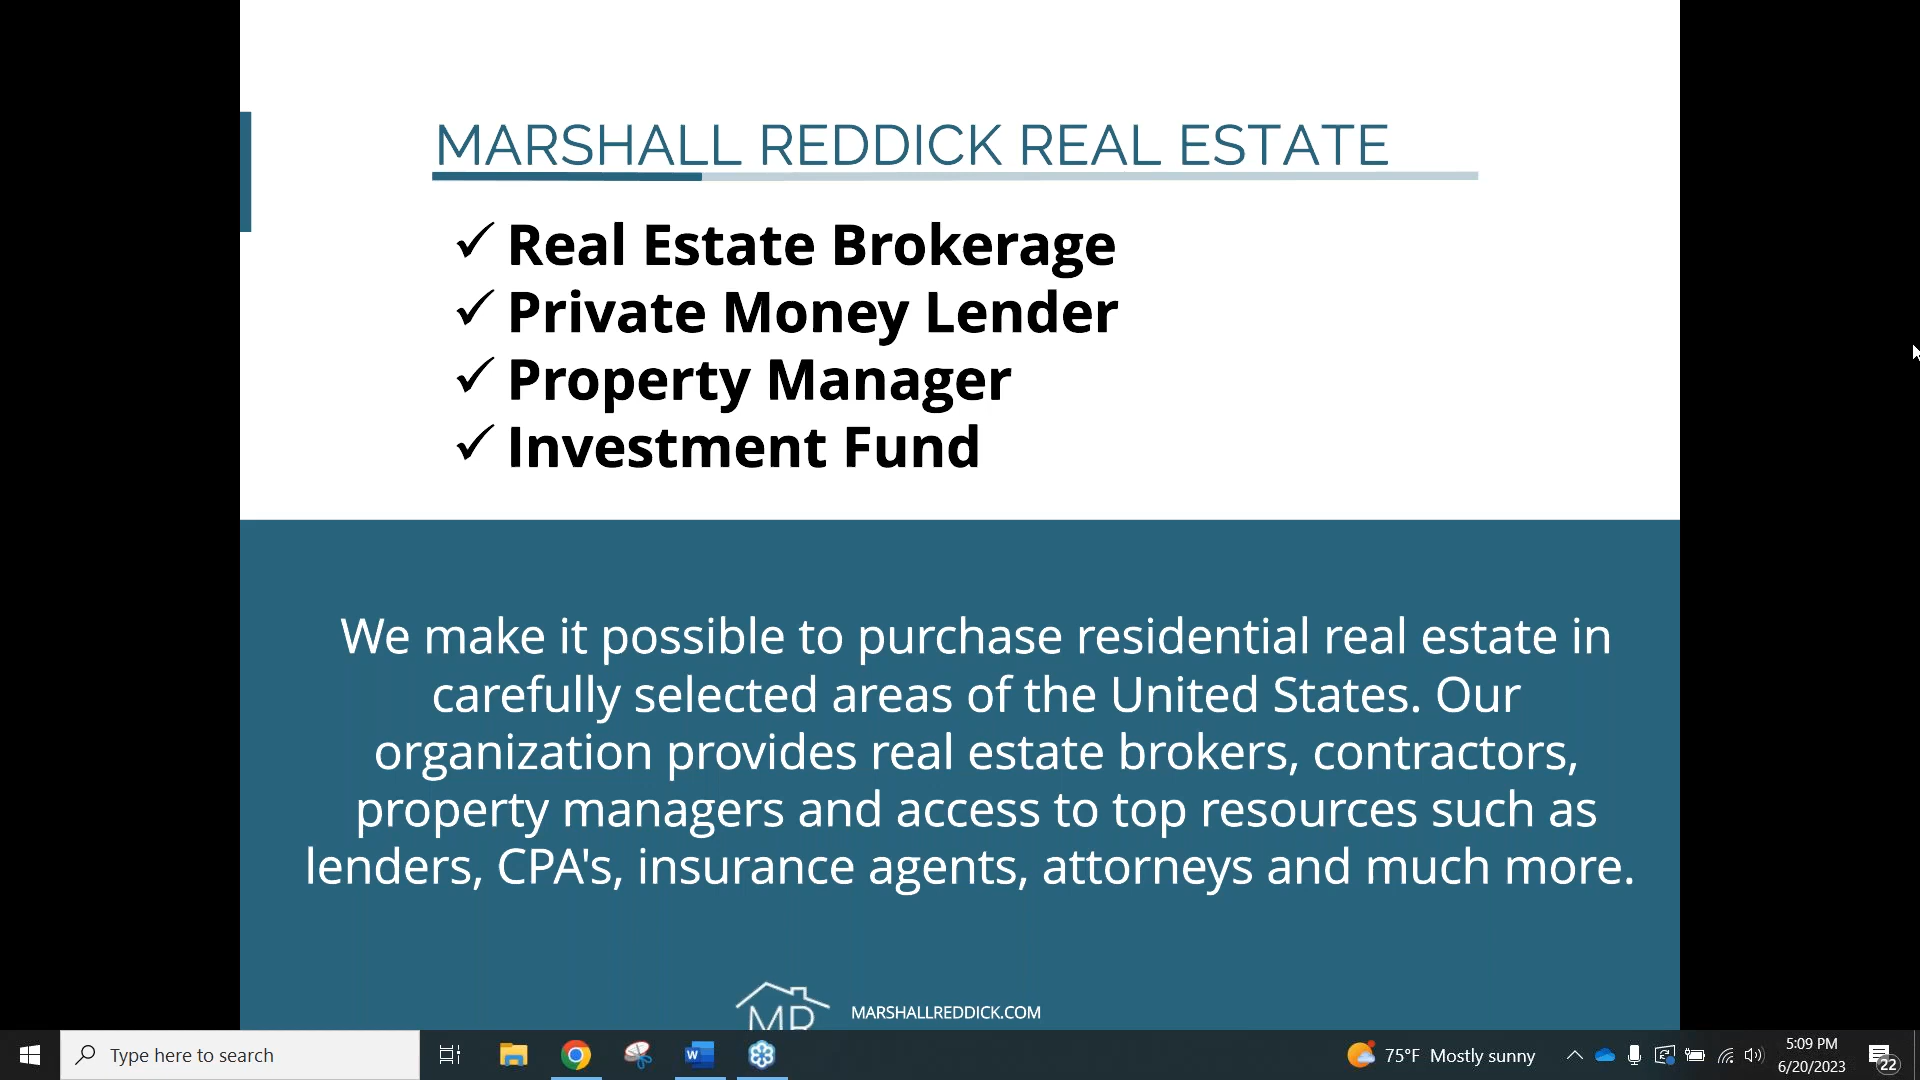 MARSHALL REDDICK REAL ESTATE
✓ Real Estate Brokerage
✓ Private Money Lender
✓ Property Manager
✓ Investment Fund
We make it possible to purchase residential real estate in
carefully selected areas of the United States. Our
organization provides real estate brokers, contractors,
property managers and access to top resources such as
lenders, CPA's, insurance agents, attorneys and much more.
MR
MARSHALLREDDICK.COM
Type here to search
75°F Mostly sunny
5:09 PM
6/20/2023
22